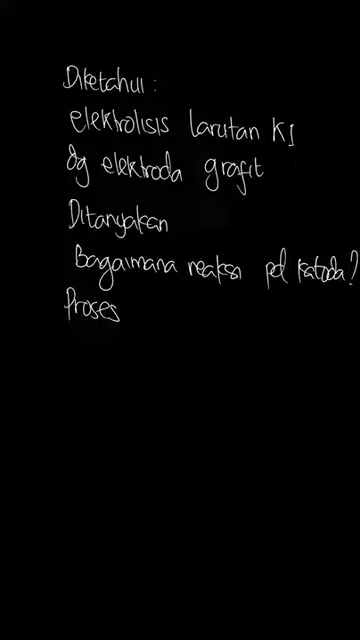 Diketahui :
elektrolisis larutan KI
dg elektroda grafit
Ditanyakan
Bagaimana reaksi pd katoda?
Proses